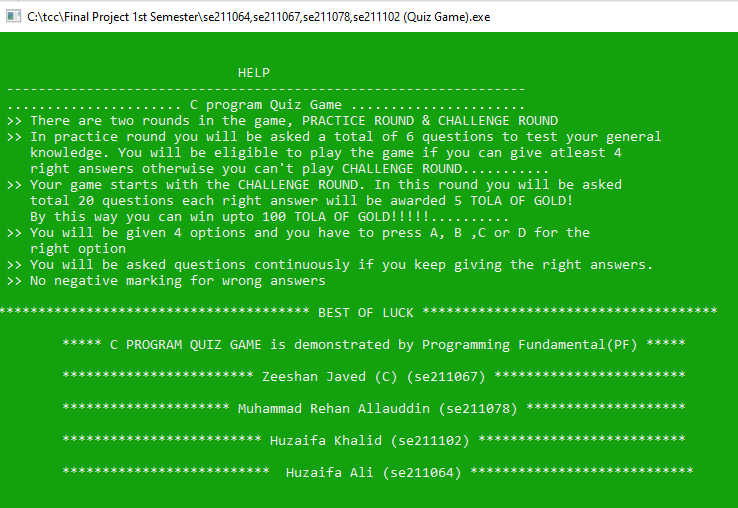 C:\tcc\Final Project 1st Semester\se211064,se211067,se211078,se211102 (Quiz Game).exe
HELP
-----------------------------------------------------------------
...................... C program Quiz Game ......................
>> There are two rounds in the game, PRACTICE ROUND & CHALLENGE ROUND
>> In practice round you will be asked a total of 6 questions to test your general
knowledge. You will be eligible to play the game if you can give atleast 4
right answers otherwise you can't play CHALLENGE ROUND...........
>> Your game starts with the CHALLENGE ROUND. In this round you will be asked
total 20 questions each right answer will be awarded 5 TOLA OF GOLD!
By this way you can win upto 100 TOLA OF GOLD!!!!!..........
>> You will be given 4 options and you have to press A, B ,C or D for the
right option
>> You will be asked questions continuously if you keep giving the right answers.
>> No negative marking for wrong answers
*************************************** BEST OF LUCK *************************************
***** C PROGRAM QUIZ GAME is demonstrated by Programming Fundamental(PF) *****
************************ Zeeshan Javed (C) (se211067) ************************
********************* Muhammad Rehan Allauddin (se211078) ********************
************************* Huzaifa Khalid (se211102) **************************
**************************  Huzaifa Ali (se211064) ****************************